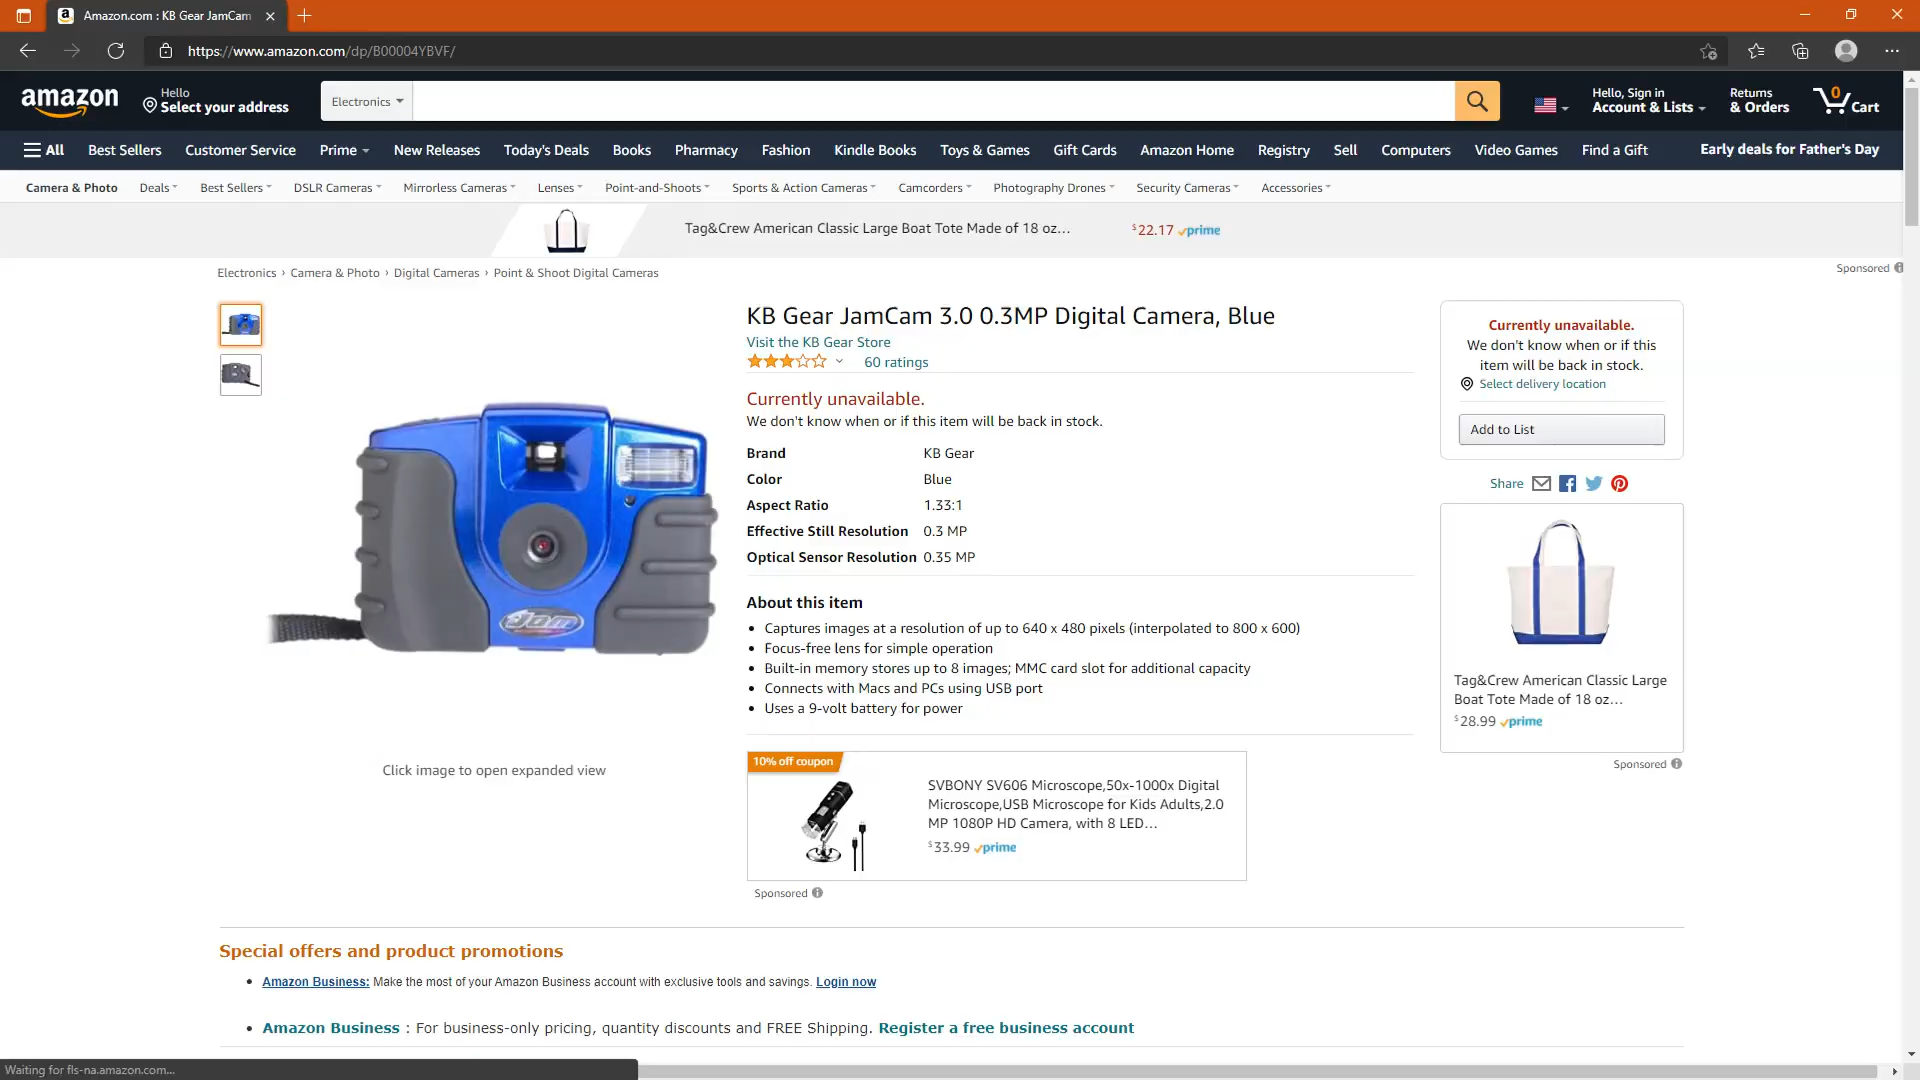 Amazon.com : KB Gear JamCam
https://www.amazon.com/dp/B00004YBVF/
amazon
Hello
Select your address
Electronics
Hello, Sign in
Account & Lists
Returns
& Orders
0
Cart
All
Best Sellers
Customer Service
Prime
New Releases
Today's Deals
Books
Pharmacy
Fashion
Kindle Books
Toys & Games
Gift Cards
Amazon Home
Registry
Sell
Computers
Video Games
Find a Gift
Early deals for Father's Day
Camera & Photo
Deals
Best Sellers
DSLR Cameras
Mirrorless Cameras
Lenses
Point-and-Shoots
Sports & Action Cameras
Camcorders
Photography Drones
Security Cameras
Accessories
Tag&Crew American Classic Large Boat Tote Made of 18 oz…
$22.17 prime
Sponsored
Electronics › Camera & Photo › Digital Cameras › Point & Shoot Digital Cameras
KB Gear JamCam 3.0 0.3MP Digital Camera, Blue
Visit the KB Gear Store
60 ratings
Currently unavailable.
We don't know when or if this item will be back in stock.
Brand KB Gear
Color Blue
Aspect Ratio 1.33:1
Effective Still Resolution 0.3 MP
Optical Sensor Resolution 0.35 MP
About this item
• Captures images at a resolution of up to 640 x 480 pixels (interpolated to 800 x 600)
• Focus-free lens for simple operation
• Built-in memory stores up to 8 images; MMC card slot for additional capacity
• Connects with Macs and PCs using USB port
• Uses a 9-volt battery for power
Jam
Click image to open expanded view
10% off coupon
SVBONY SV606 Microscope,50x-1000x Digital
Microscope,USB Microscope for Kids Adults,2.0
MP 1080P HD Camera, with 8 LED…
$33.99 prime
Sponsored
Currently unavailable.
We don't know when or if this
item will be back in stock.
Select delivery location
Add to List
Share
Tag&Crew American Classic Large
Boat Tote Made of 18 oz…
$28.99 prime
Sponsored
Special offers and product promotions
• Amazon Business: Make the most of your Amazon Business account with exclusive tools and savings. Login now
• Amazon Business : For business-only pricing, quantity discounts and FREE Shipping. Register a free business account
Waiting for fls-na.amazon.com...